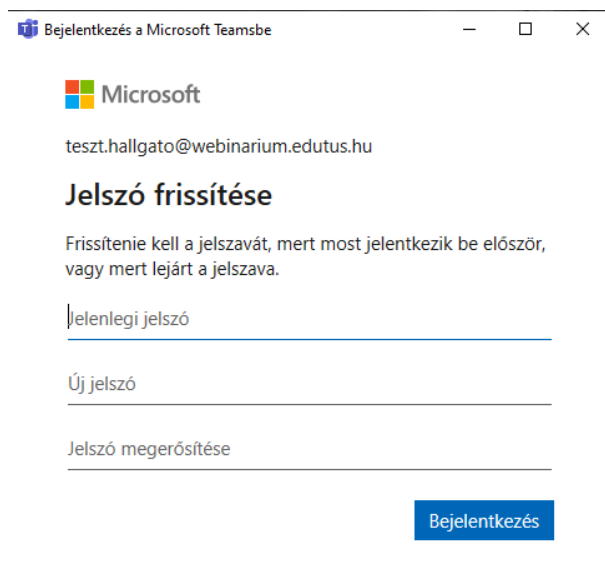 Bejelentkezés a Microsoft Teamsbe
Microsoft
teszt.hallgato@webinarium.edutus.hu
Jelszó frissítése
Frissítenie kell a jelszavát, mert most jelentkezik be először,
vagy mert lejárt a jelszava.
Jelenlegi jelszó
Új jelszó
Jelszó megerősítése
Bejelentkezés